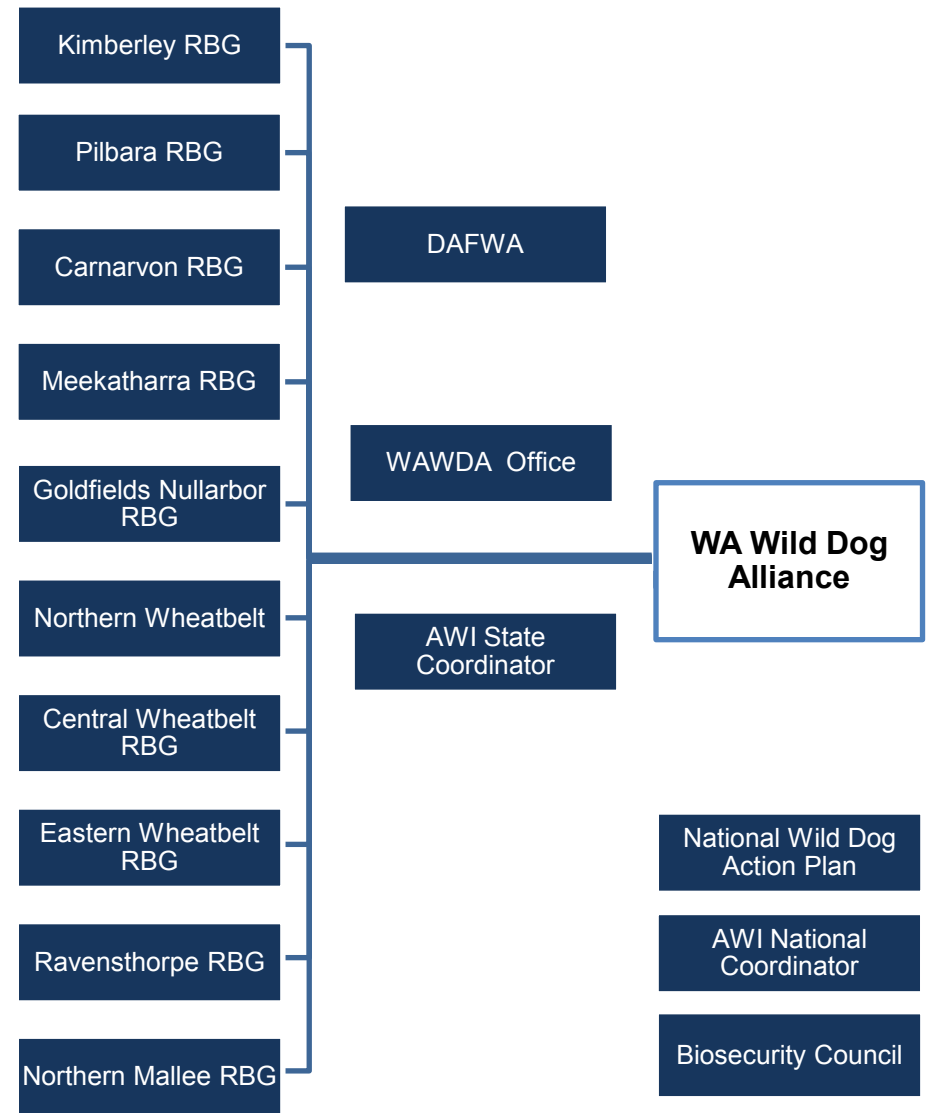 Kimberley RBG
Pilbara RBG
Carnarvon RBG
Meekatharra RBG
Goldfields Nullarbor
RBG
Northern Wheatbelt
Central Wheatbelt
RBG
Eastern Wheatbelt
RBG
Ravensthorpe RBG
Northern Mallee RBG
DAFWA
WAWDA Office
AWI State
Coordinator
WA Wild Dog
Alliance
National Wild Dog
Action Plan
AWI National
Coordinator
Biosecurity Council